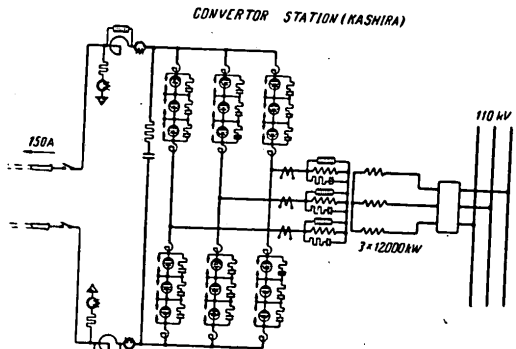 CONVERTOR STATION (KASHIRA)
110 kV
150A
3×12000kW